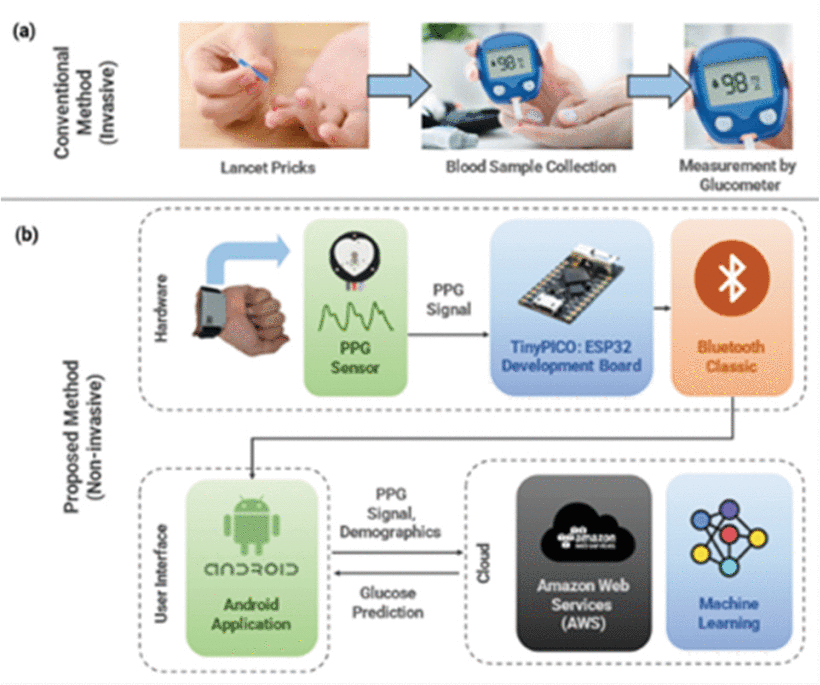 (a)
Conventional
Method
(Invasive)
98
98
Lancet Pricks
Blood Sample Collection
Measurement by
Glucometer
(b)
Proposed Method
(Non-invasive)
Hardware
PPG
Sensor
PPG
Signal
TinyPICO: ESP32
Development Board
Bluetooth
Classic
User Interface
ANDROID
Android
Application
PPG
Signal,
Demographics
Glucose
Prediction
Cloud
amazon
Amazon Web
Services
(AWS)
Machine
Learning